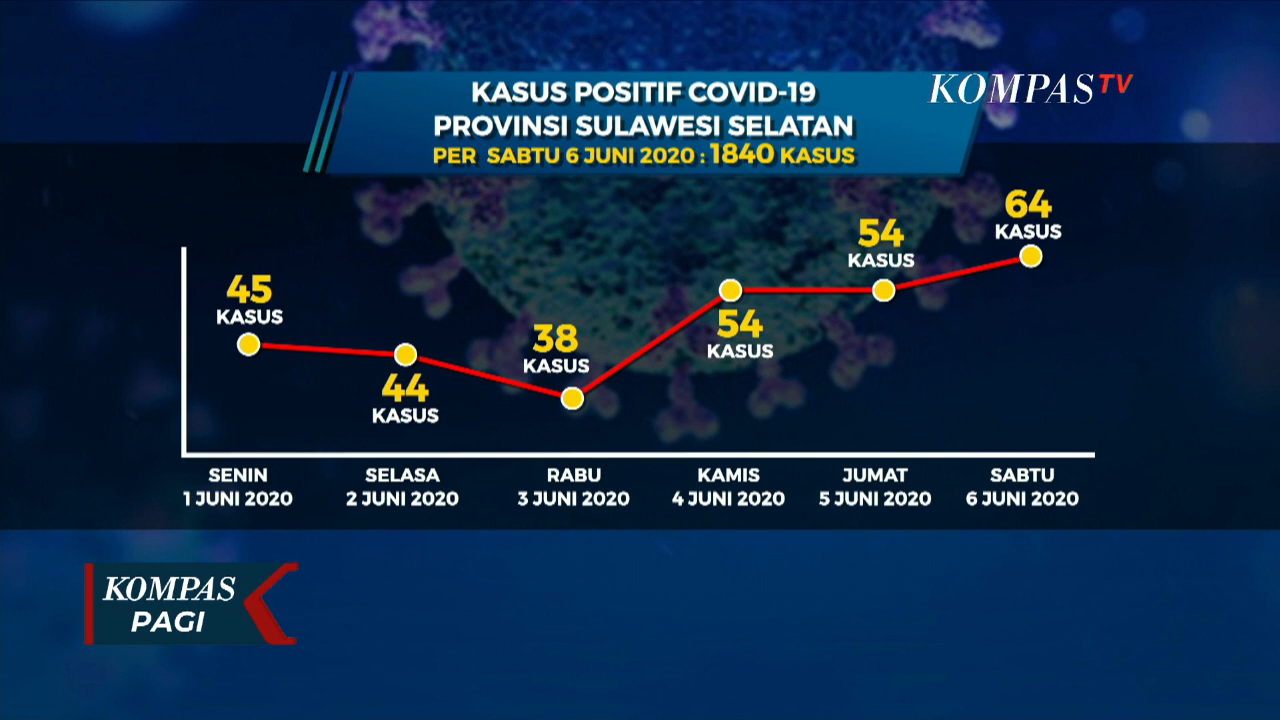 KASUS POSITIF COVID-19
PROVINSI SULAWESI SELATAN
PER SABTU 6 JUNI 2020 : 1840 KASUS
KOMPAS TV
45
KASUS
44
KASUS
38
KASUS
54
KASUS
54
KASUS
64
KASUS
SENIN
1 JUNI 2020
SELASA
2 JUNI 2020
RABU
3 JUNI 2020
KAMIS
4 JUNI 2020
JUMAT
5 JUNI 2020
SABTU
6 JUNI 2020
KOMPAS
PAGI